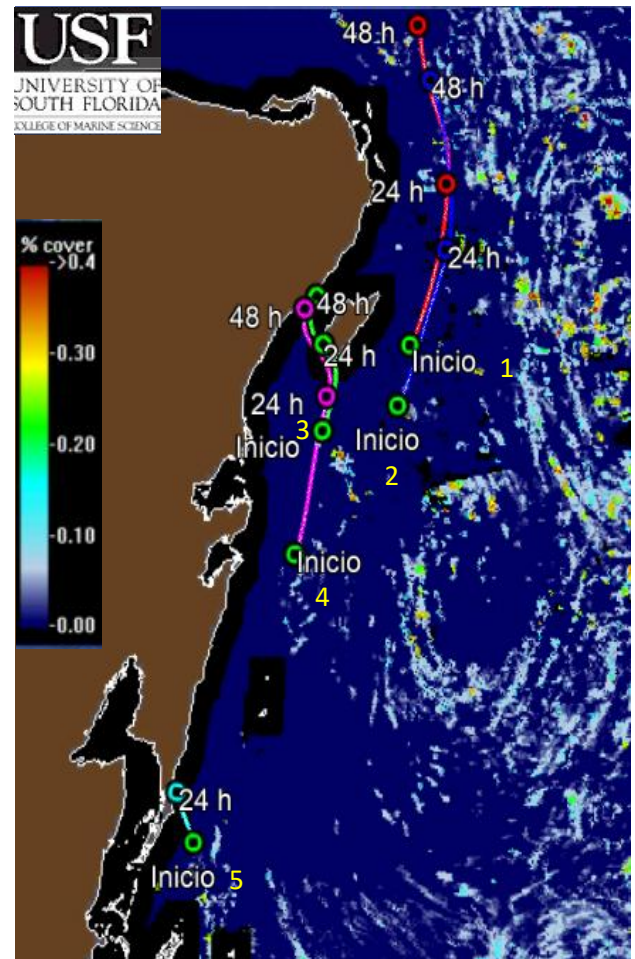 USF
UNIVERSITY OF
SOUTH FLORIDA
COLLEGE OF MARINE SCIENCE
48 h
48 h
24 h
24 h
% cover
->0.4
-0.30
-0.20
-0.10
-0.00
48 h
48 h
24 h
Inicio 1
24 h
Inicio 3
Inicio
2
Inicio
4
24 h
Inicio 5